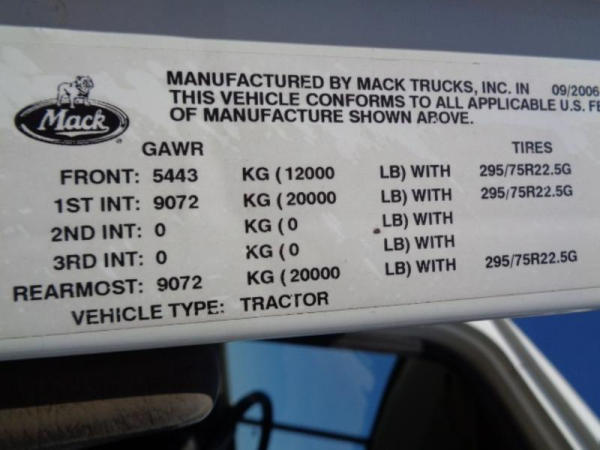 MANUFACTURED BY MACK TRUCKS, INC. IN 09/2006
THIS VEHICLE CONFORMS TO ALL APPLICABLE U.S. FE
OF MANUFACTURE SHOWN ABOVE.
Mack
GAWR TIRES
FRONT: 5443 KG ( 12000 LB) WITH 295/75R22.5G
1ST INT: 9072 KG ( 20000 LB) WITH 295/75R22.5G
2ND INT: 0 KG ( 0 LB) WITH
3RD INT: 0 KG ( 0 LB) WITH
REARMOST: 9072 KG ( 20000 LB) WITH 295/75R22.5G
VEHICLE TYPE: TRACTOR